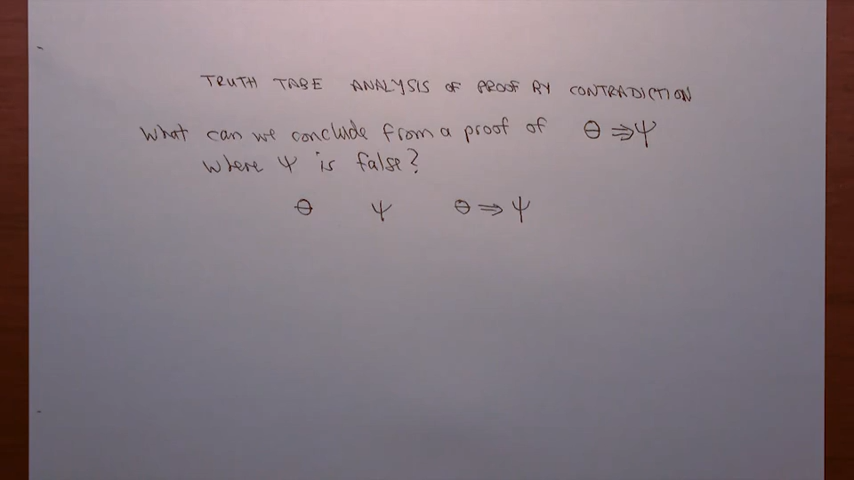 TRUTH TABE ANALYSIS OF PROOF BY CONTRADICTION
What can we conclude from a proof of θ ⇒ ψ
where ψ is false?
θ ψ θ ⇒ ψ